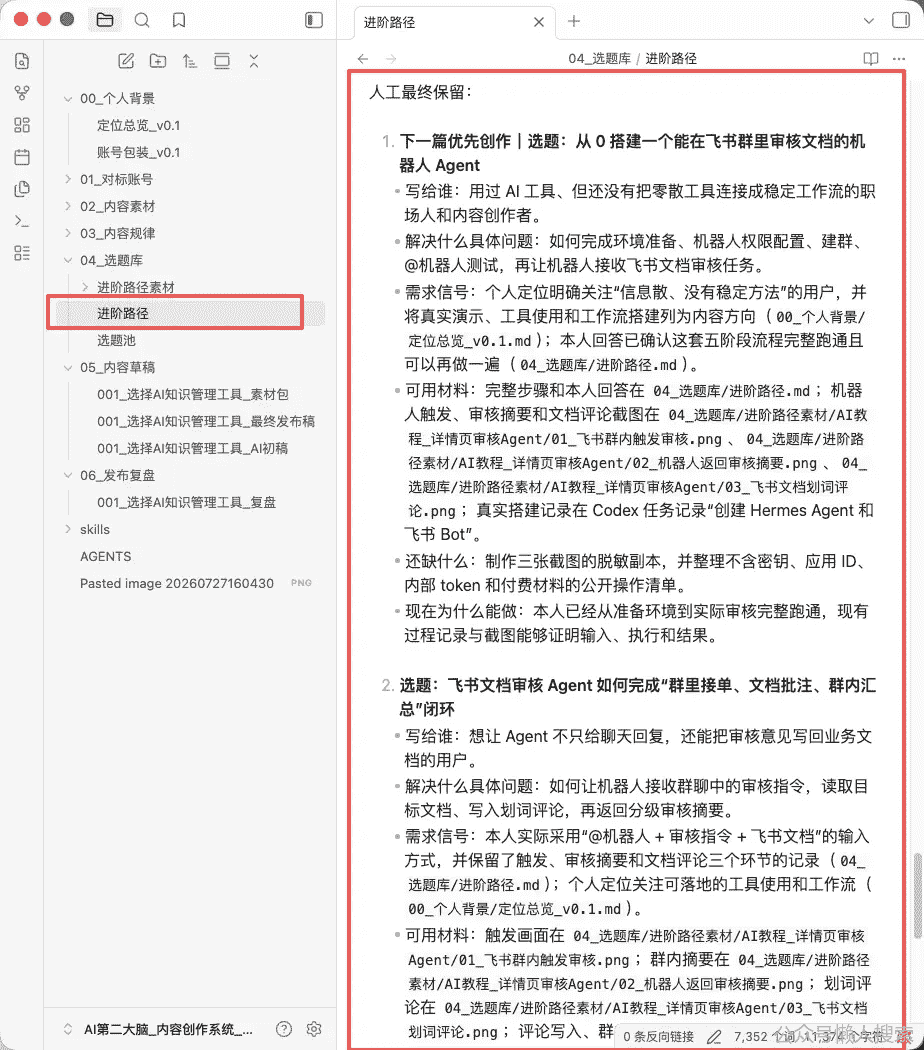 进阶路径
04_选题库 / 进阶路径
00_个人背景
定位总览_v0.1
账号包装_v0.1
01_对标账号
02_内容素材
03_内容规律
04_选题库
进阶路径素材
进阶路径
选题池
05_内容草稿
001_选择AI知识管理工具_素材包
001_选择AI知识管理工具_最终发布稿
001_选择AI知识管理工具_AI初稿
06_发布复盘
001_选择AI知识管理工具_复盘
skills
AGENTS
Pasted image 20260727160430 PNG
AI第二大脑_内容创作系统_...
人工最终保留：
1. 下一篇优先创作｜选题：从 0 搭建一个能在飞书群里审核文档的机
器人 Agent
写给谁：用过 AI 工具、但还没有把零散工具连接成稳定工作流的职
场人和内容创作者。
解决什么具体问题：如何完成环境准备、机器人权限配置、建群、
@机器人测试，再让机器人接收飞书文档审核任务。
需求信号：个人定位明确关注“信息散、没有稳定方法”的用户，并
将真实演示、工具使用和工作流搭建列为内容方向（ 00_个人背景/
定位总览_v0.1.md ）；本人回答已确认这套五阶段流程完整跑通且
可以再做一遍（ 04_选题库/进阶路径.md ）。
可用材料：完整步骤和本人回答在 04_选题库/进阶路径.md ；机器
人触发、审核摘要和文档评论截图在 04_选题库/进阶路径素材/AI教
程_详情页审核Agent/01_飞书群内触发审核.png 、 04_选题库/进阶路
径素材/AI教程_详情页审核Agent/02_机器人返回审核摘要.png 、 04_
选题库/进阶路径素材/AI教程_详情页审核Agent/03_飞书文档划词评
论.png ；真实搭建记录在 Codex 任务记录“创建 Hermes Agent 和
飞书 Bot”。
还缺什么：制作三张截图的脱敏副本，并整理不含密钥、应用 ID、
内部 token 和付费材料的公开操作清单。
现在为什么能做：本人已经从准备环境到实际审核完整跑通，现有
过程记录与截图能够证明输入、执行和结果。
2. 选题：飞书文档审核 Agent 如何完成“群里接单、文档批注、群内汇
总”闭环
写给谁：想让 Agent 不只给聊天回复，还能把审核意见写回业务文
档的用户。
解决什么具体问题：如何让机器人接收群聊中的审核指令，读取目
标文档、写入划词评论，再返回分级审核摘要。
需求信号：本人实际采用“@机器人 + 审核指令 + 飞书文档”的输入
方式，并保留了触发、审核摘要和文档评论三个环节的记录（ 04_
选题库/进阶路径.md ）；个人定位关注可落地的工具使用和工作流（
00_个人背景/定位总览_v0.1.md ）。
可用材料：触发画面在 04_选题库/进阶路径素材/AI教程_详情页审核
Agent/01_飞书群内触发审核.png ；群内摘要在 04_选题库/进阶路径
素材/AI教程_详情页审核Agent/02_机器人返回审核摘要.png ；划词评
论在 04_选题库/进阶路径素材/AI教程_详情页审核Agent/03_飞书文档
划词评论.png ；评论写入、群
0 条反向链接 7,352 个词 11,374 个字符